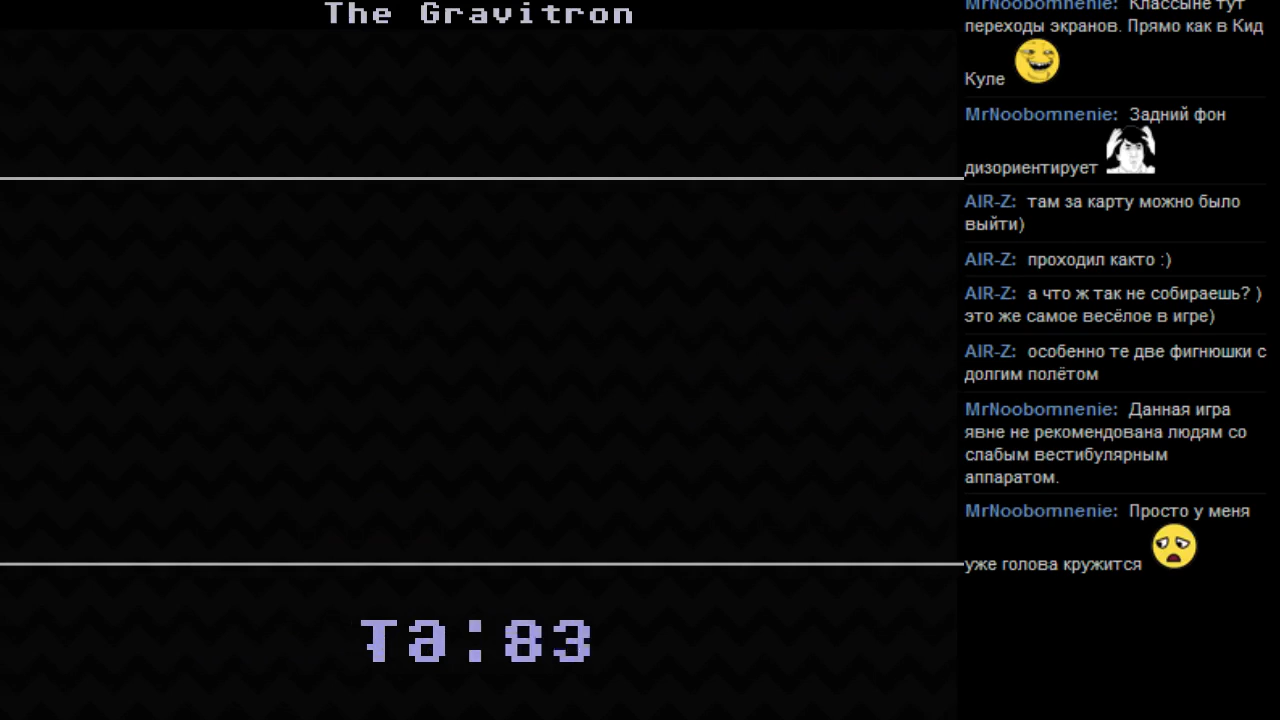 The Gravitron
MrNoobomnenie: Классыне тут
переходы экранов. Прямо как в Кид
Куле
MrNoobomnenie: Задний фон
дизориентирует
AIR-Z: там за карту можно было
выйти)
AIR-Z: проходил както :)
AIR-Z: а что ж так не собираешь? )
это же самое весёлое в игре)
AIR-Z: особенно те две фигнюшки с
долгим полётом
MrNoobomnenie: Данная игра
явне не рекомендована людям со
слабым вестибулярным
аппаратом.
MrNoobomnenie: Просто у меня
уже голова кружится
:83